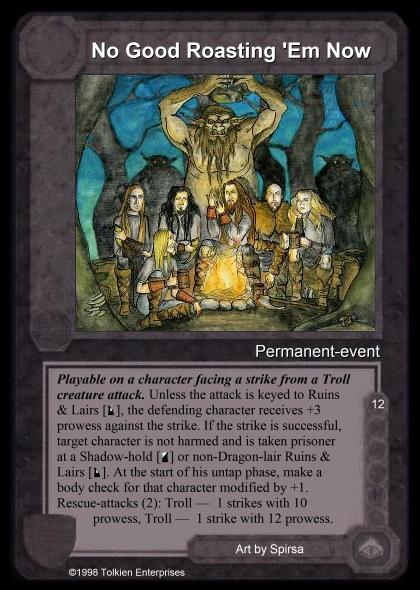 No Good Roasting 'Em Now
Permanent-event
Playable on a character facing a strike from a Troll
creature attack. Unless the attack is keyed to Ruins
& Lairs [], the defending character receives +3
prowess against the strike. If the strike is successful,
target character is not harmed and is taken prisoner
at a Shadow-hold [] or non-Dragon-lair Ruins &
Lairs []. At the start of his untap phase, make a
body check for that character modified by +1.
Rescue-attacks (2): Troll — 1 strikes with 10
prowess, Troll — 1 strike with 12 prowess.
12
Art by Spirsa
©1998 Tolkien Enterprises